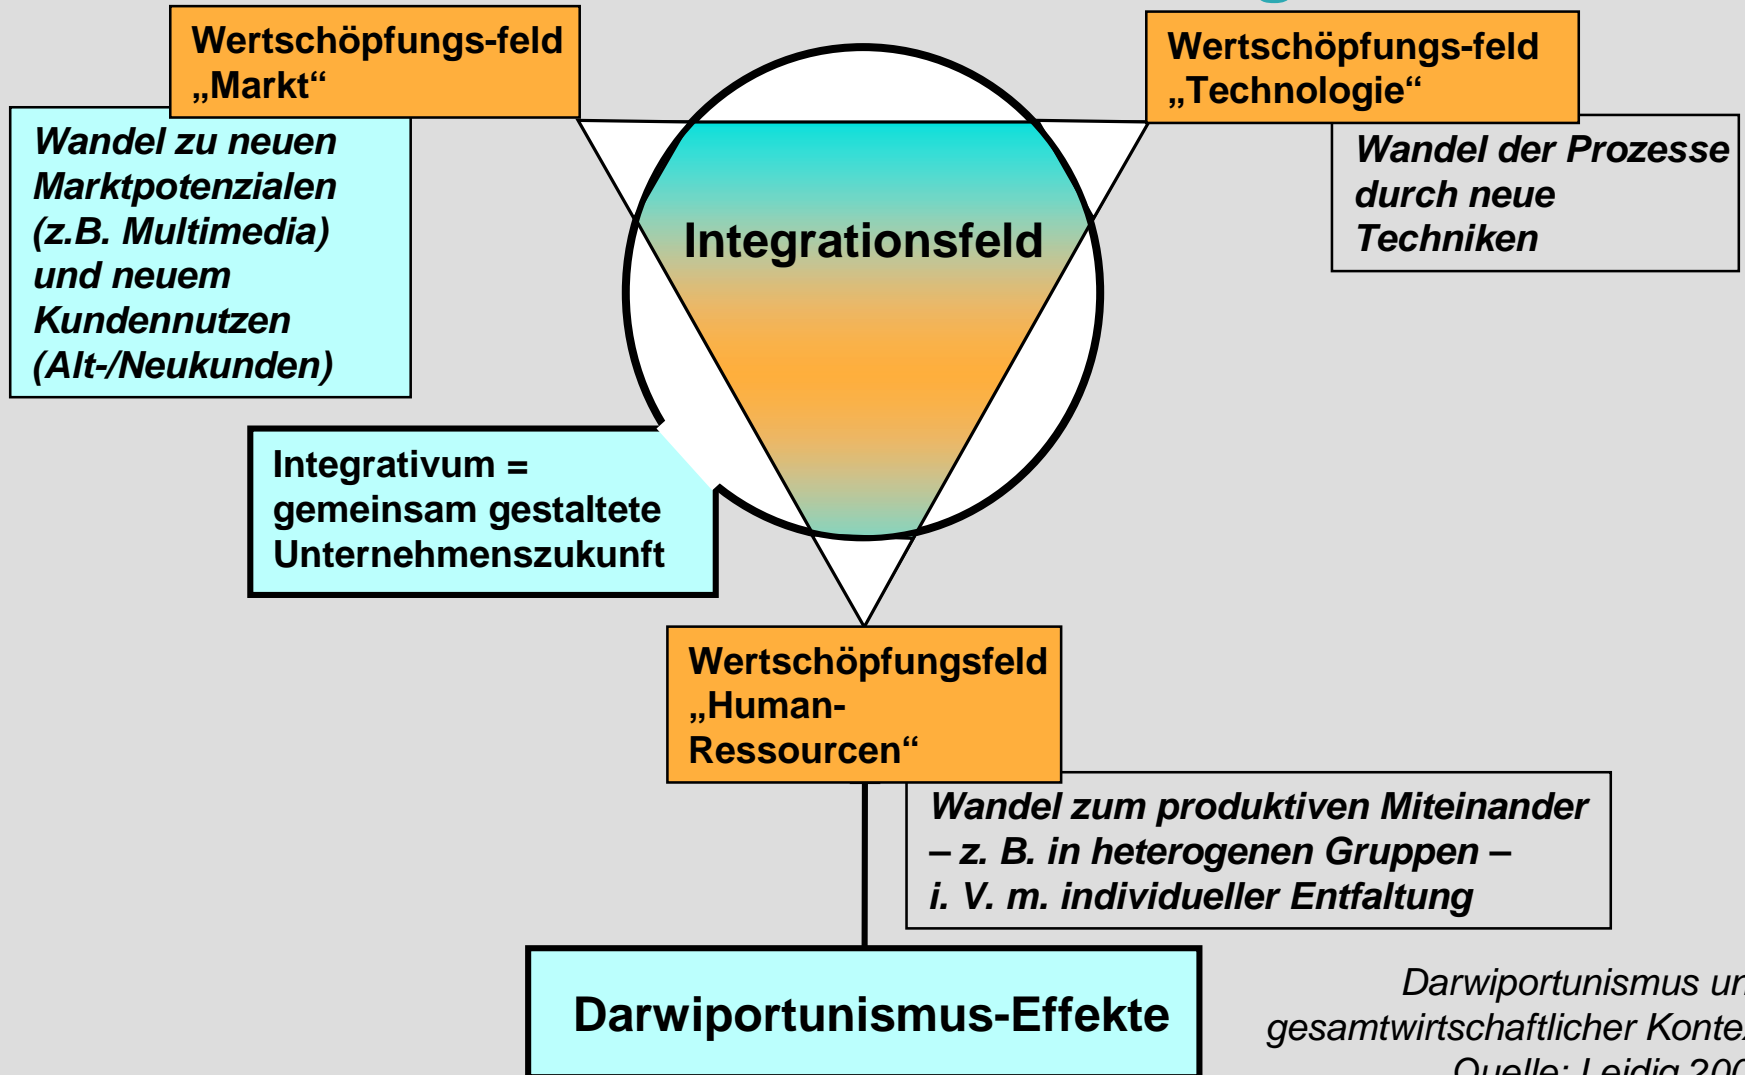 Wertschöpfungs-feld
„Markt“
Wertschöpfungs-feld
„Technologie“
Wandel zu neuen
Marktpotenzialen
(z.B. Multimedia)
und neuem
Kundennutzen
(Alt-/Neukunden)
Wandel der Prozesse
durch neue
Techniken
Integrationsfeld
Integrativum =
gemeinsam gestaltete
Unternehmenszukunft
Wertschöpfungsfeld
„Human-
Ressourcen“
Wandel zum produktiven Miteinander
– z. B. in heterogenen Gruppen –
i. V. m. individueller Entfaltung
Darwiportunismus-Effekte
Darwiportunismus
gesamtwirtschaftlicher
Quelle: Leidig